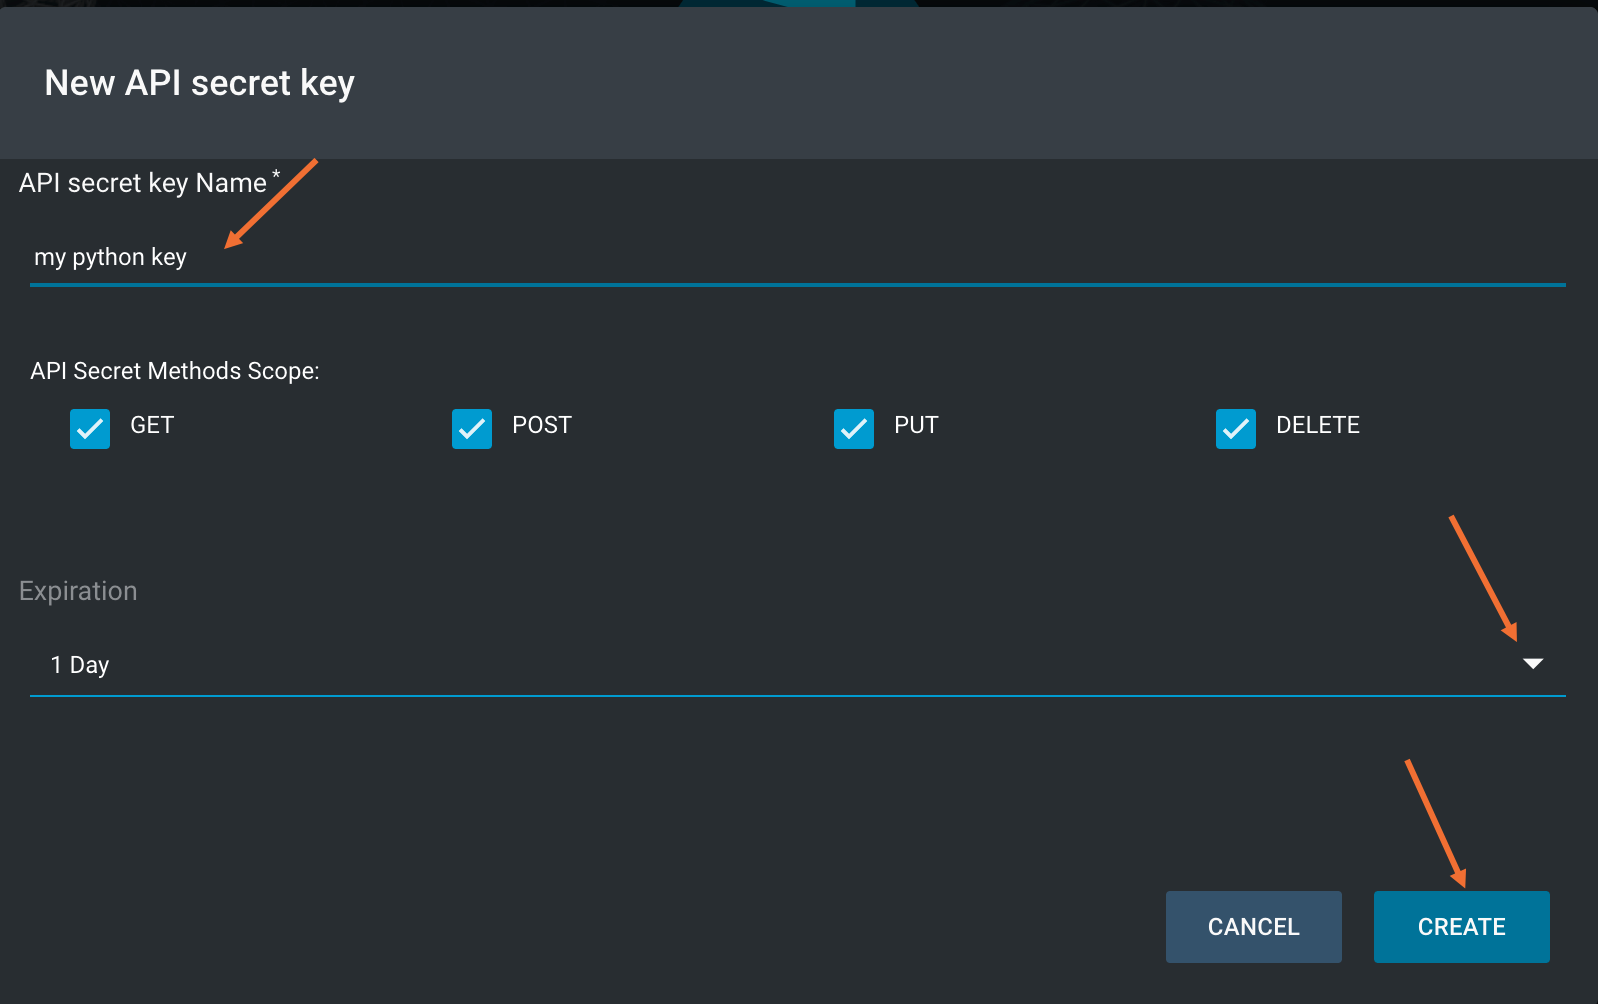 New API secret key
API secret key Name *
my python key
API Secret Methods Scope:
GET POST PUT DELETE
Expiration
1 Day
CANCEL CREATE